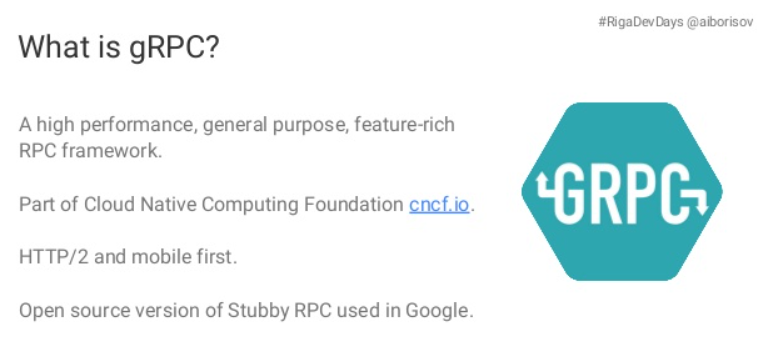 #RigaDevDays @aiborisov
What is gRPC?
A high performance, general purpose, feature-rich
RPC framework.
Part of Cloud Native Computing Foundation cncf.io.
HTTP/2 and mobile first.
Open source version of Stubby RPC used in Google.
GRPC